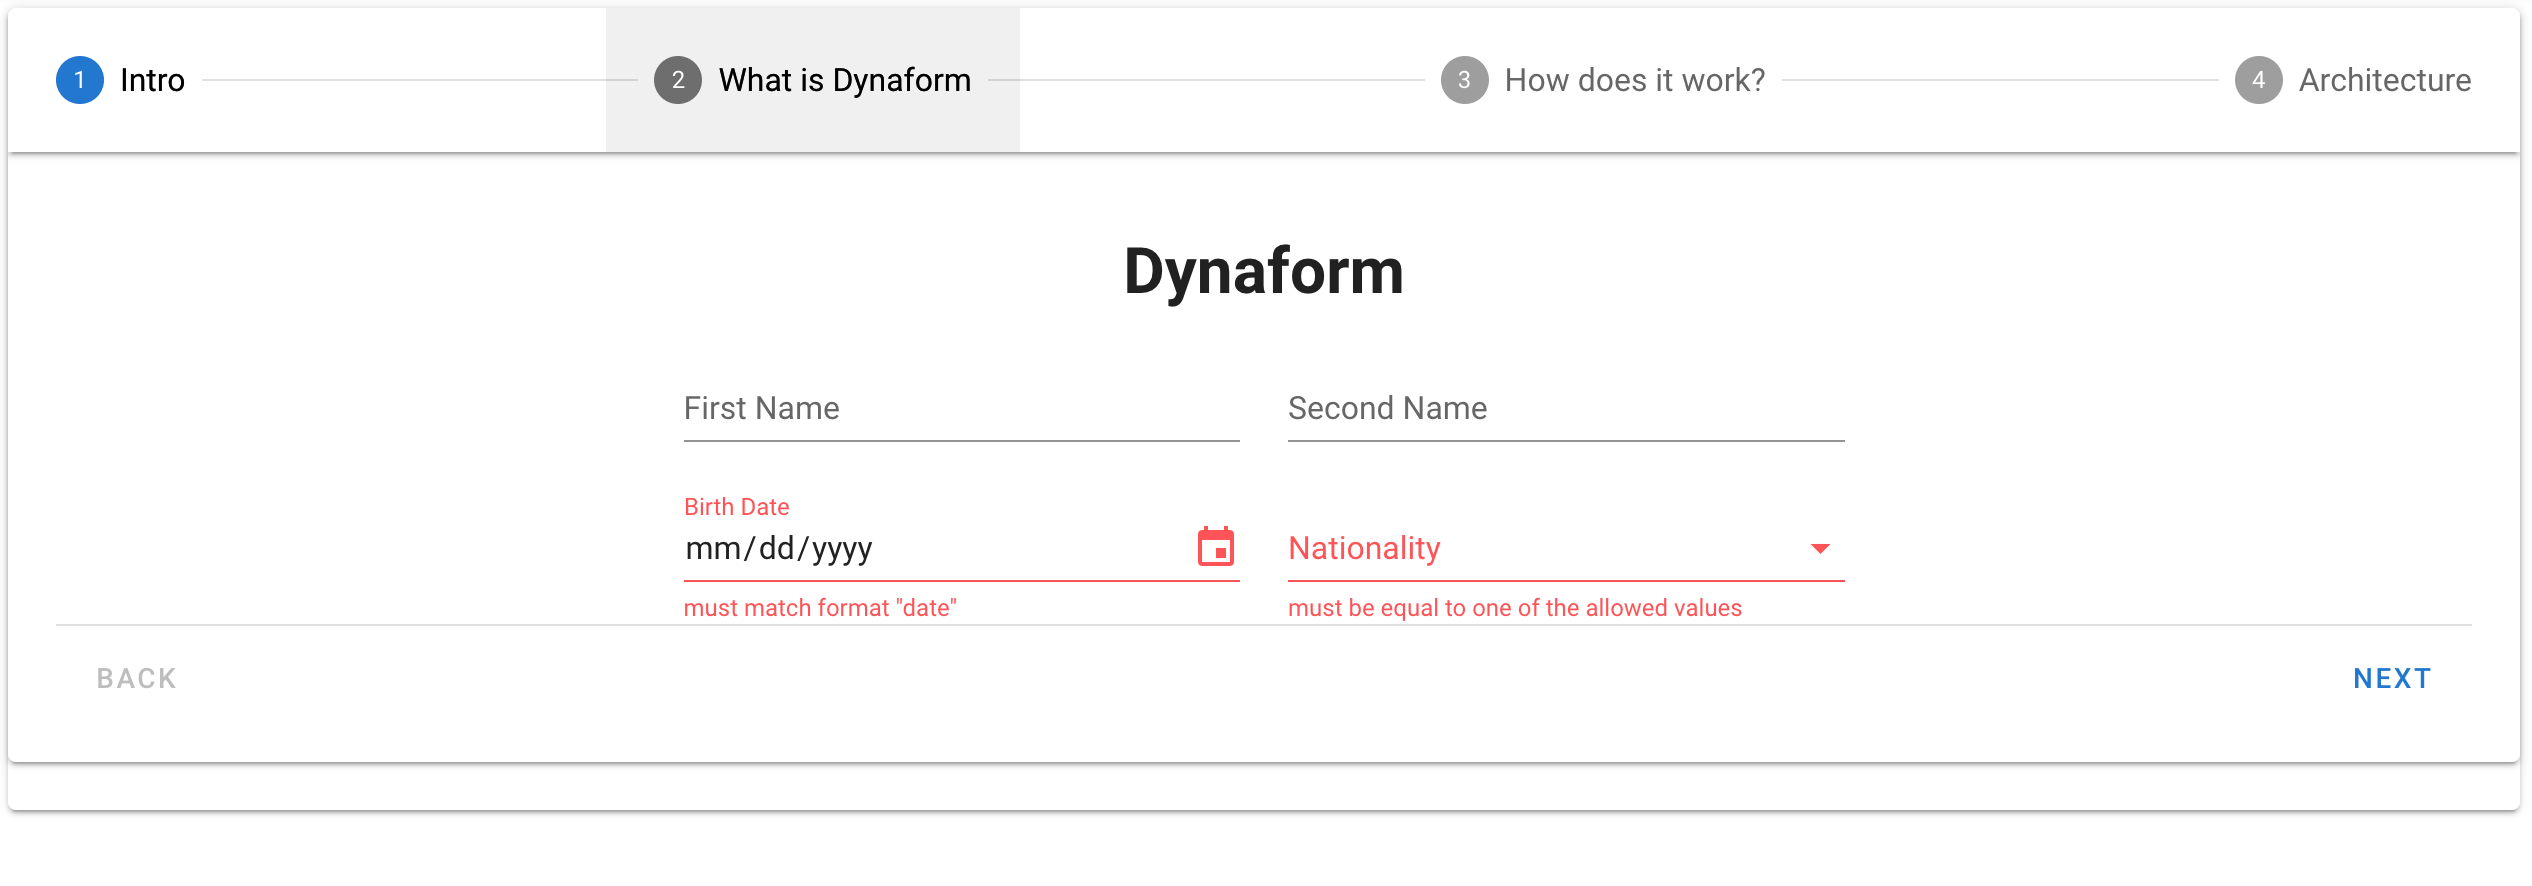 1 Intro 2 What is Dynaform 3 How does it work? 4 Architecture
Dynaform
First Name Second Name
Birth Date
mm/dd/yyyy Nationality
must match format "date" must be equal to one of the allowed values
BACK NEXT